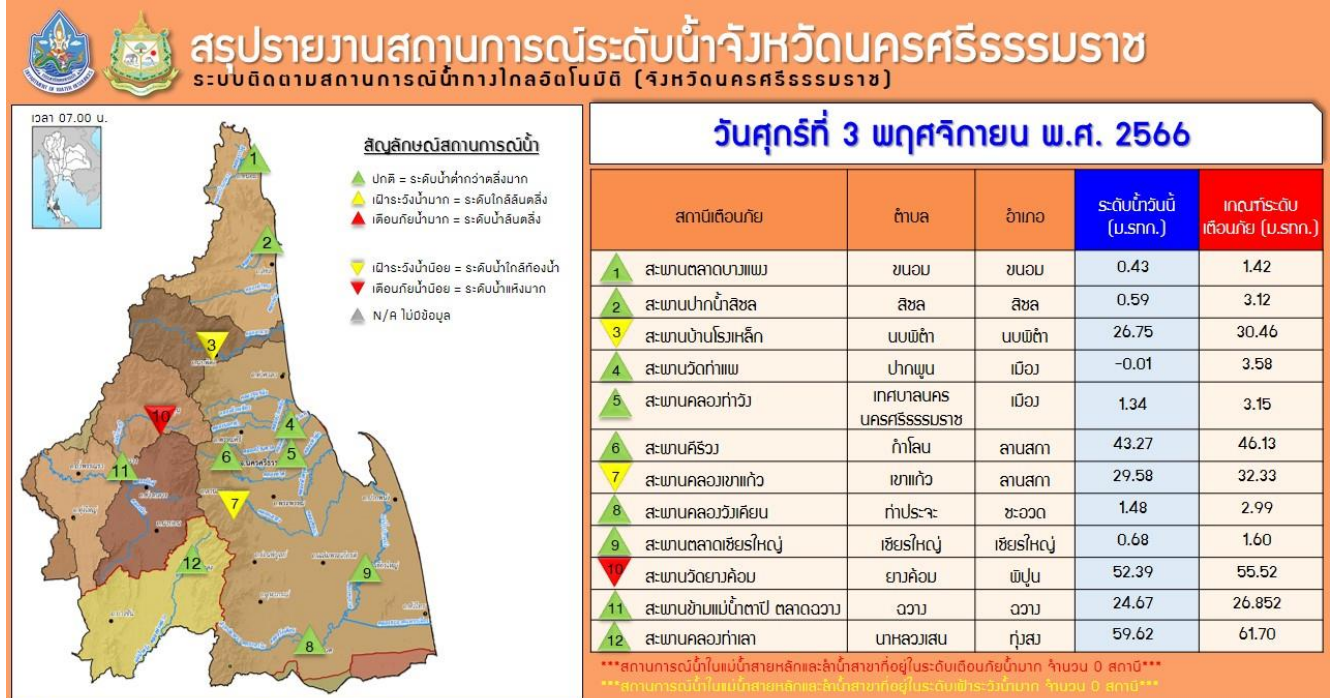 สรุปรายงานสถานการณ์ระดับน้ำจังหวัดนครศรีธรรมราช
ระบบติดตามสถานการณ์น้ำทางไกลอัตโนมัติ (จังหวัดนครศรีธรรมราช)
เวลา 07.00 น.
สัญลักษณ์สถานการณ์น้ำ
ปกติ = ระดับน้ำต่ำกว่าตลิ่งมาก
เฝ้าระวังน้ำมาก = ระดับใกล้ล้นตลิ่ง
เตือนภัยน้ำมาก = ระดับน้ำล้นตลิ่ง
เฝ้าระวังน้ำน้อย = ระดับน้ำใกล้ท้องน้ำ
เตือนภัยน้ำน้อย = ระดับน้ำแห้งมาก
N/A ไม่มีข้อมูล
1
2
3
10
4
5
6
11
7
12
9
8
วันศุกร์ที่ 3 พฤศจิกายน พ.ศ. 2566
สถานีเตือนภัย ตำบล อำเภอ ระดับน้ำวันนี้ (ม.รทก.) เกณฑ์ระดับเตือนภัย (ม.รทก.)
1 สะพานตลาดบางแพง ขนอม ขนอม 0.43 1.42
2 สะพานปากน้ำสิชล สิชล สิชล 0.59 3.12
3 สะพานบ้านโรงเหล็ก นบพิตำ นบพิตำ 26.75 30.46
4 สะพานวัดท่าแพ ปากพูน เมือง -0.01 3.58
5 สะพานคลองท่าวัง เทศบาลนครนครศรีธรรมราช เมือง 1.34 3.15
6 สะพานคีรีวง กำโลน ลานสกา 43.27 46.13
7 สะพานคลองเขาแก้ว เขาแก้ว ลานสกา 29.58 32.33
8 สะพานคลองวังเคียน ท่าประจะ ชะอวด 1.48 2.99
9 สะพานตลาดเชียรใหญ่ เชียรใหญ่ เชียรใหญ่ 0.68 1.60
10 สะพานวัดยางค้อม ยางค้อม พิปูน 52.39 55.52
11 สะพานข้ามแม่น้ำตาปี ตลาดฉวาง ฉวาง ฉวาง 24.67 26.852
12 สะพานคลองท่าเลา นาหลวงเสน ทุ่งสง 59.62 61.70
***สถานการณ์น้ำในแม่น้ำสายหลักและลำน้ำสาขาที่อยู่ในระดับเตือนภัยน้ำมาก จำนวน 0 สถานี***
***สถานการณ์น้ำในแม่น้ำสายหลักและลำน้ำสาขาที่อยู่ในระดับเฝ้าระวังน้ำมาก จำนวน 0 สถานี***